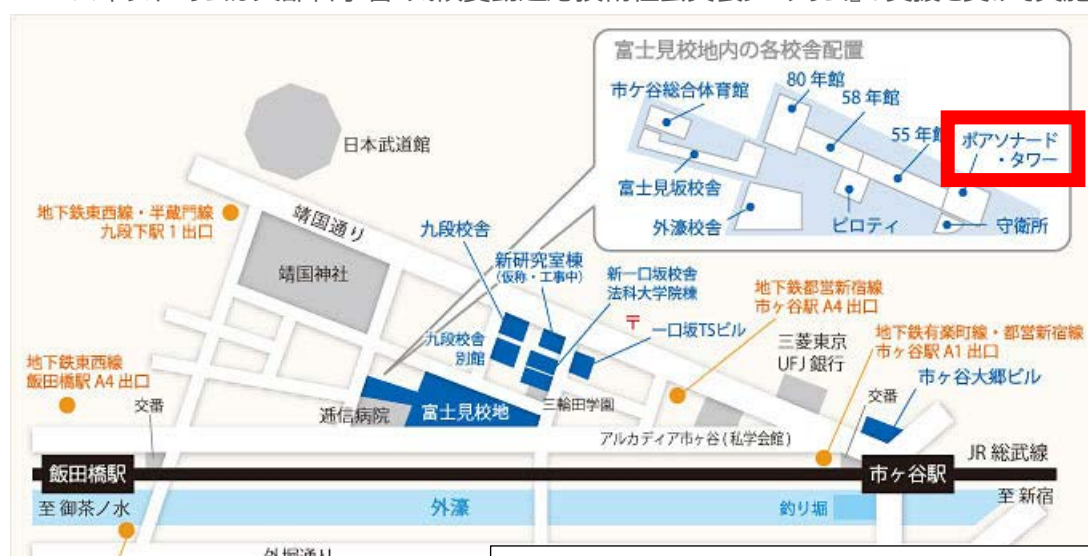 富士見校地内の各校舎配置
市ケ谷総合体育館
80 年館
58 年館
55 年館
ボアソナード
・タワー
富士見坂校舎
外濠校舎
ピロティ
守衛所
日本武道館
地下鉄東西線・半蔵門線
九段下駅 1 出口
靖国通り
靖国神社
九段校舎
新研究室棟
(仮称・工事中)
新一口坂校舎
法科大学院棟
〒
一口坂TSビル
地下鉄都営新宿線
市ヶ谷駅 A4 出口
三菱東京
UFJ 銀行
地下鉄有楽町線・都営新宿線
市ヶ谷駅 A1 出口
市ヶ谷大郷ビル
九段校舎
別館
地下鉄東西線
飯田橋駅 A4 出口
交番
逓信病院
富士見校地
三輪田学園
アルカディア市ヶ谷(私学会館)
交番
JR 総武線
飯田橋駅
市ヶ谷駅
至 御茶ノ水
外濠
釣り堀
至 新宿
外堀通り